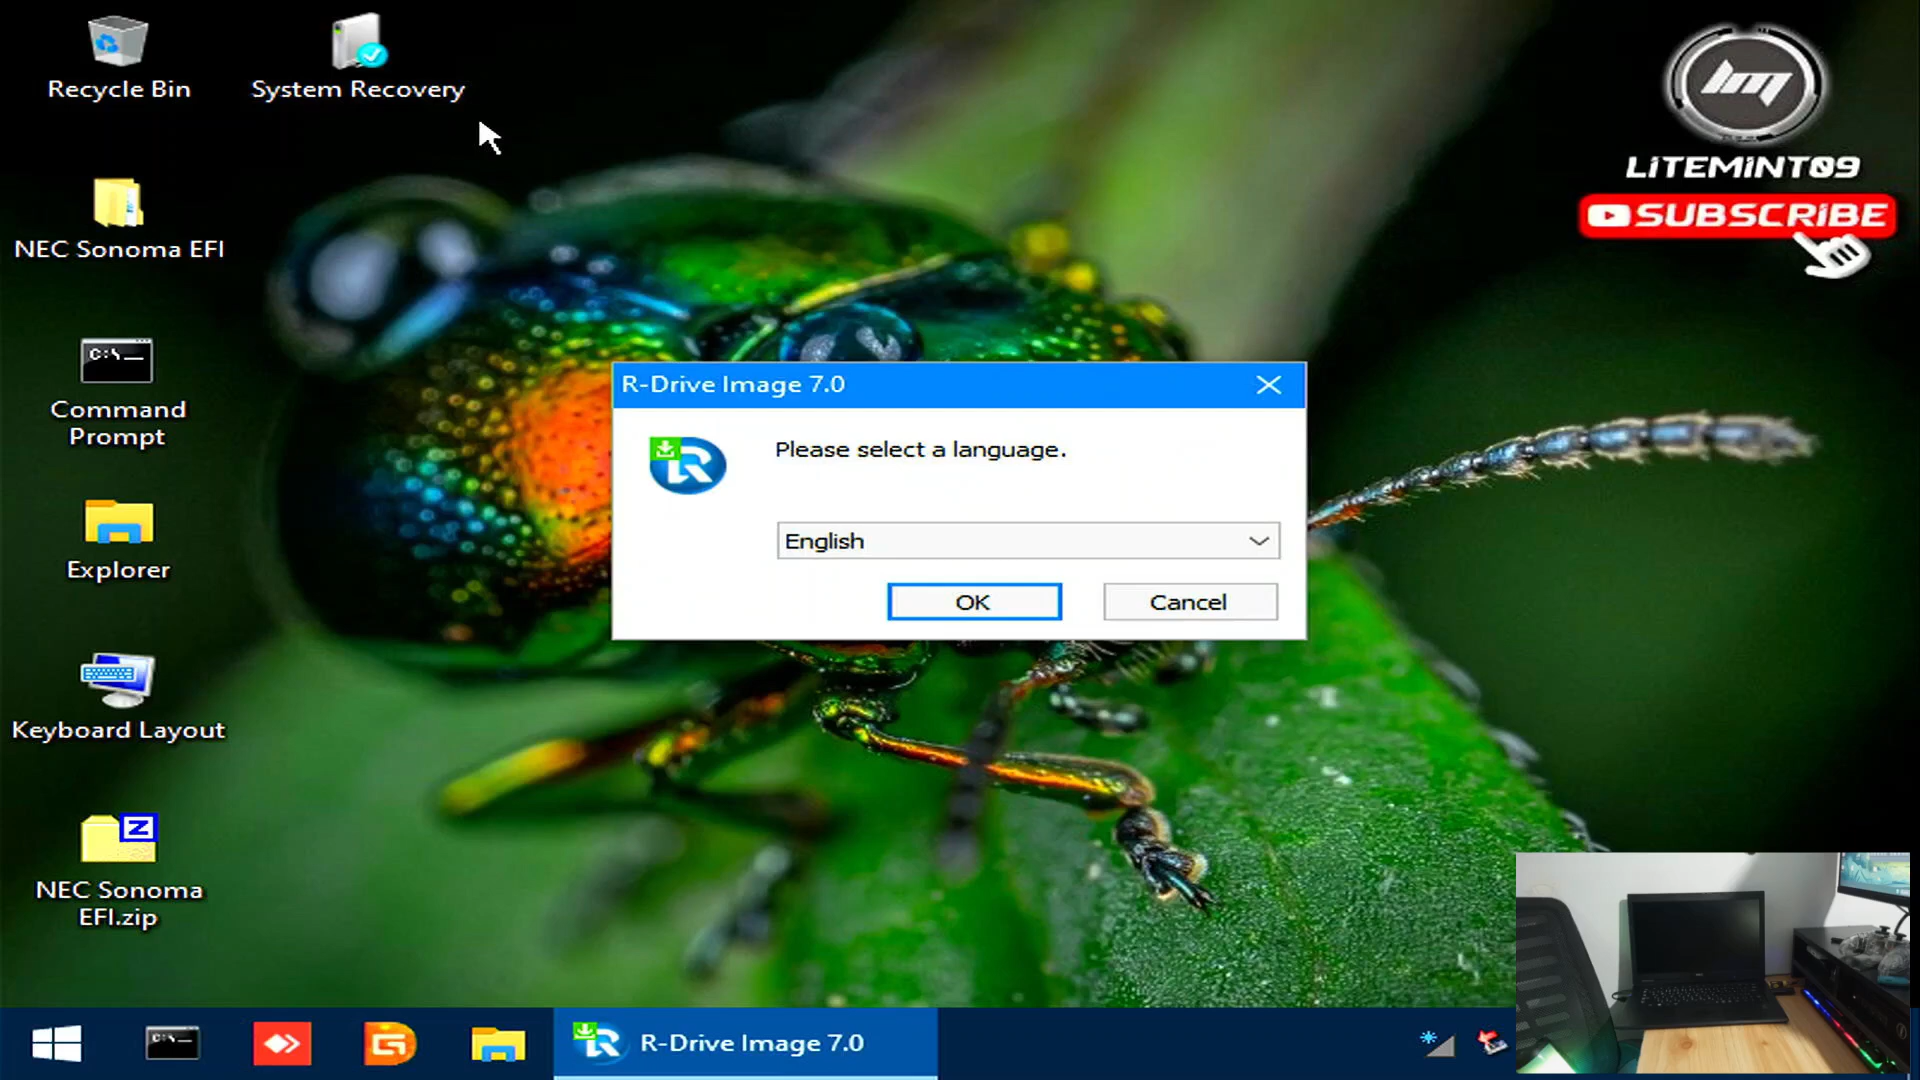 Recycle Bin
System Recovery
LiTEMiNT09
SUBSCRiBE
NEC Sonoma EFI
C:\
Command
Prompt
R-Drive Image 7.0
Please select a language.
English
OK
Cancel
Explorer
Keyboard Layout
Z
NEC Sonoma
EFI.zip
R-Drive Image 7.0